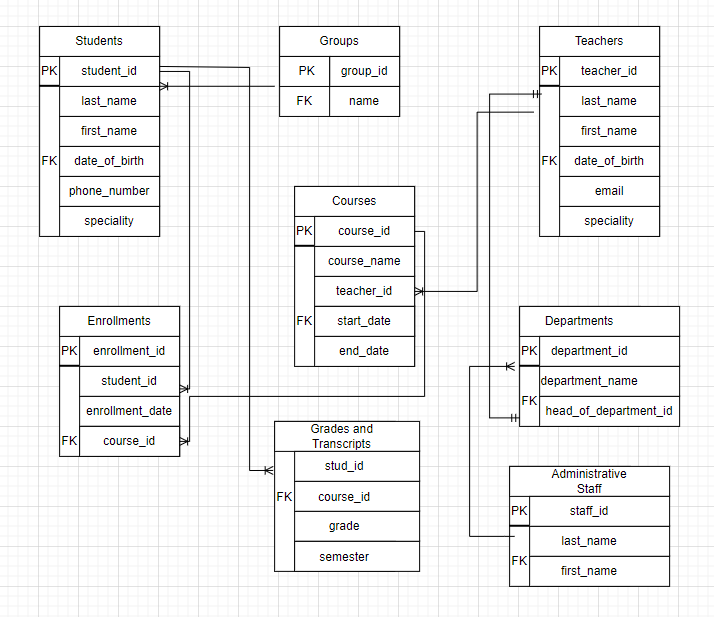 Students
PK student_id
last_name
first_name
FK date_of_birth
phone_number
speciality
Groups
PK group_id
FK name
Teachers
PK teacher_id
last_name
first_name
FK date_of_birth
email
speciality
Courses
PK course_id
course_name
teacher_id
FK start_date
end_date
Enrollments
PK enrollment_id
student_id
enrollment_date
FK course_id
Departments
PK department_id
department_name
FK
head_of_department_id
Grades and
Transcripts
stud_id
FK course_id
grade
semester
Administrative
Staff
PK staff_id
last_name
FK
first_name